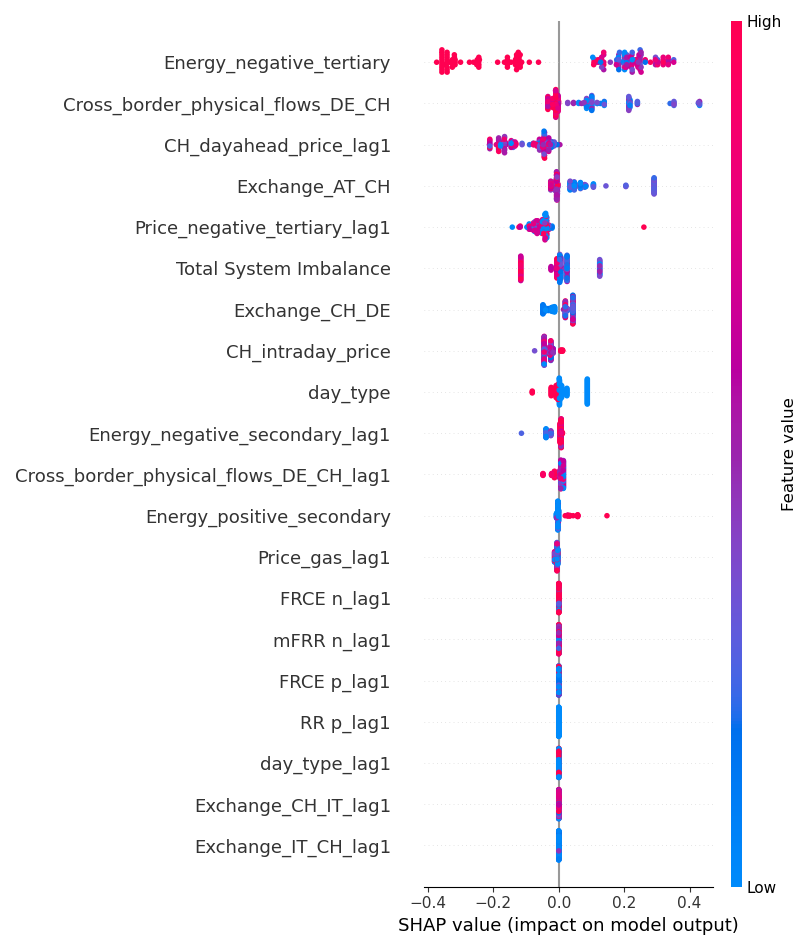 High
Energy_negative_tertiary
Cross_border_physical_flows_DE_CH
CH_dayahead_price_lag1
Exchange_AT_CH
Price_negative_tertiary_lag1
Total System Imbalance
Exchange_CH_DE
CH_intraday_price
day_type
Energy_negative_secondary_lag1
Cross_border_physical_flows_DE_CH_lag1
Energy_positive_secondary
Price_gas_lag1
FRCE n_lag1
mFRR n_lag1
FRCE p_lag1
RR p_lag1
day_type_lag1
Exchange_CH_IT_lag1
Exchange_IT_CH_lag1
Feature value
Low
−0.4 −0.2 0.0 0.2 0.4
SHAP value (impact on model output)